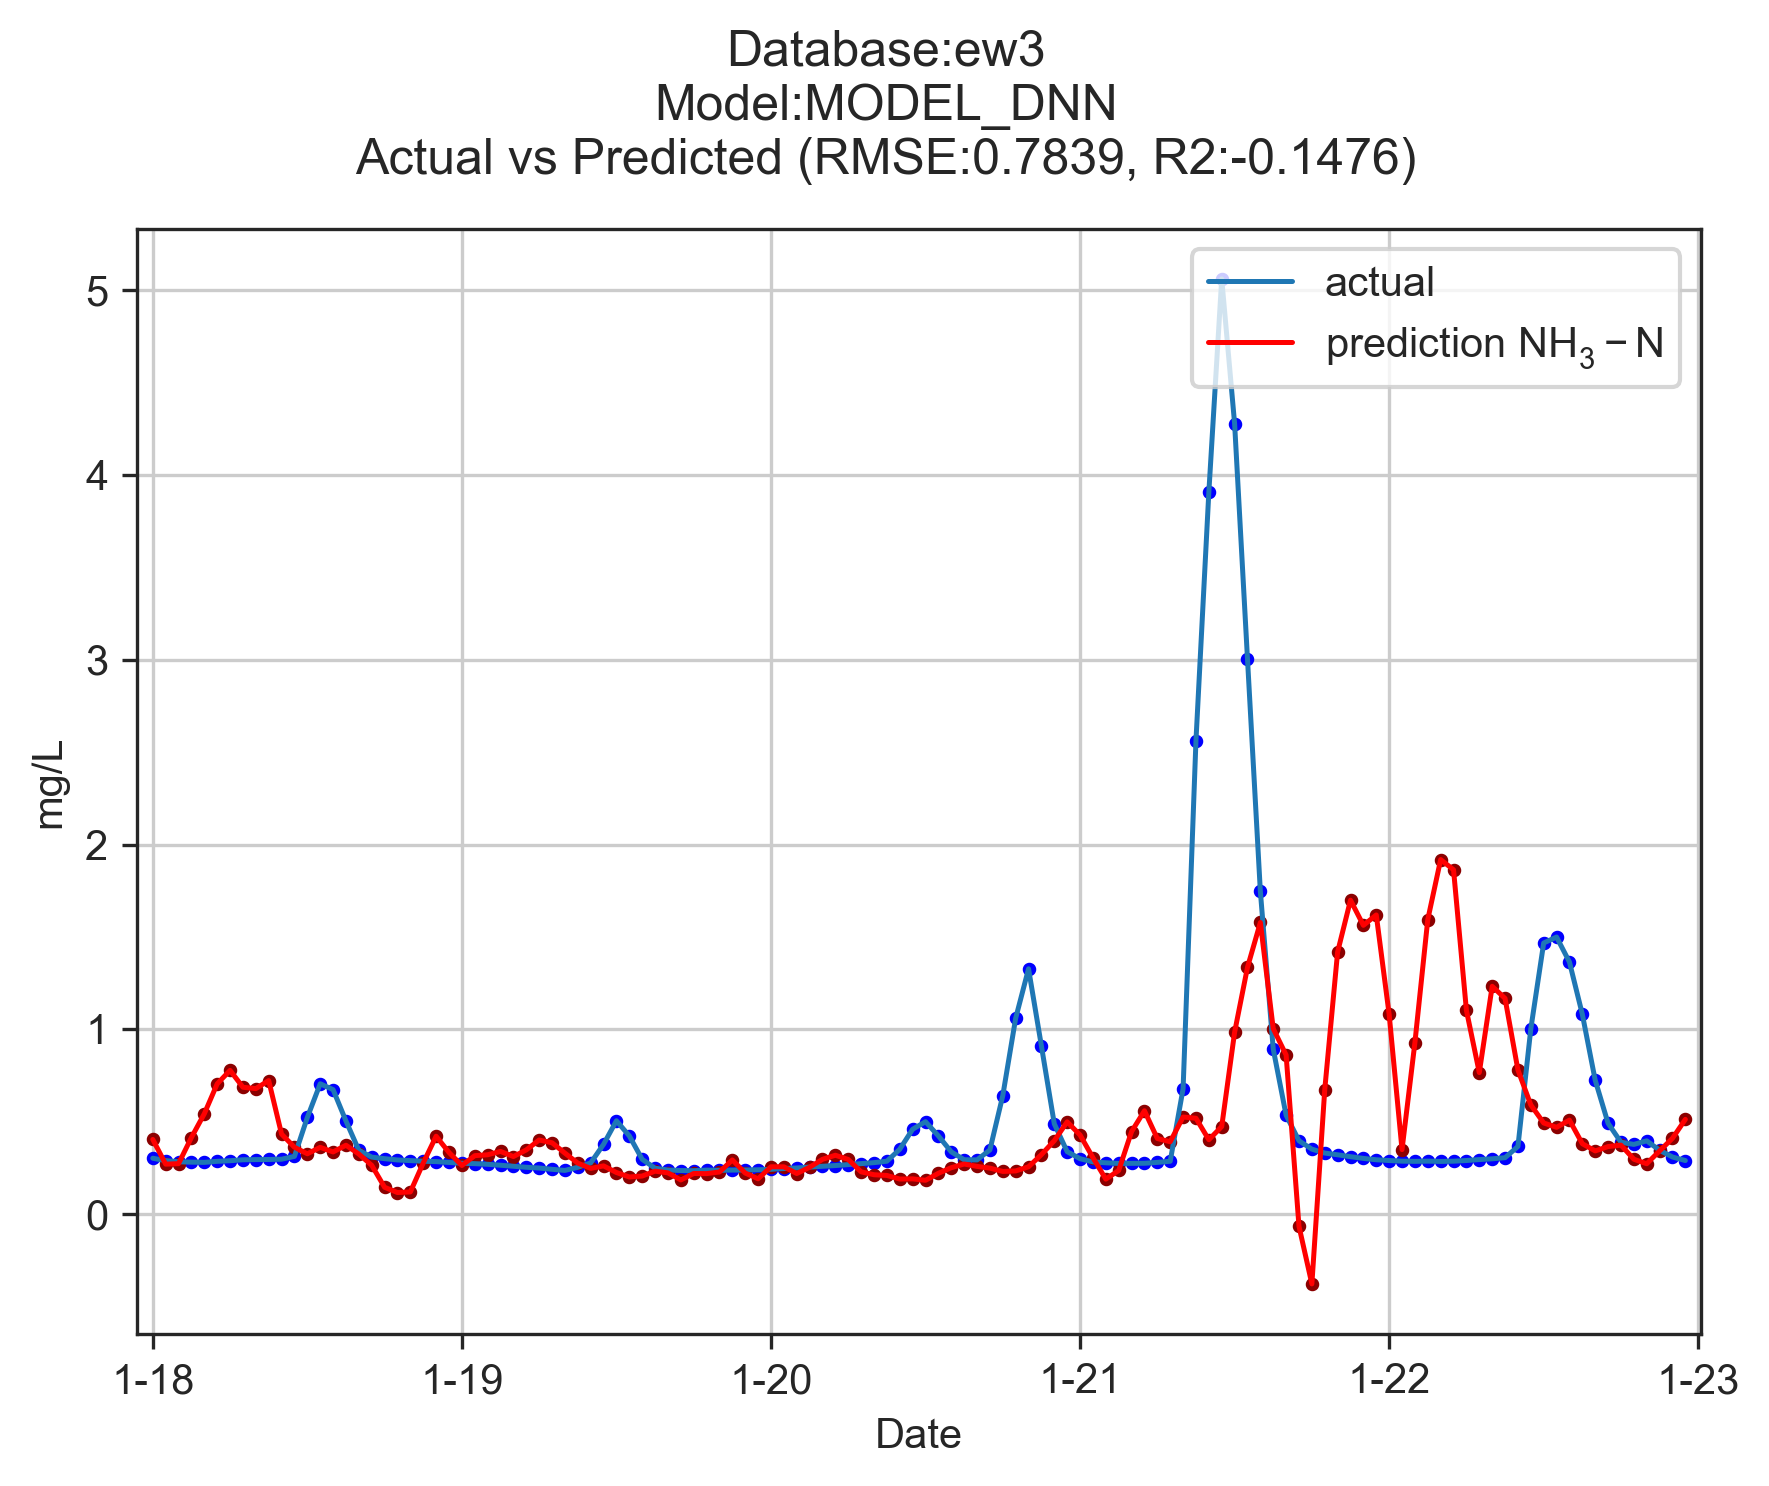 Database:ew3
Model:MODEL_DNN
Actual vs Predicted (RMSE:0.7839, R2:-0.1476)
actual
prediction NH₃ − N
5
4
3
2
1
0
mg/L
1-18
1-19
1-20
1-21
1-22
1-23
Date